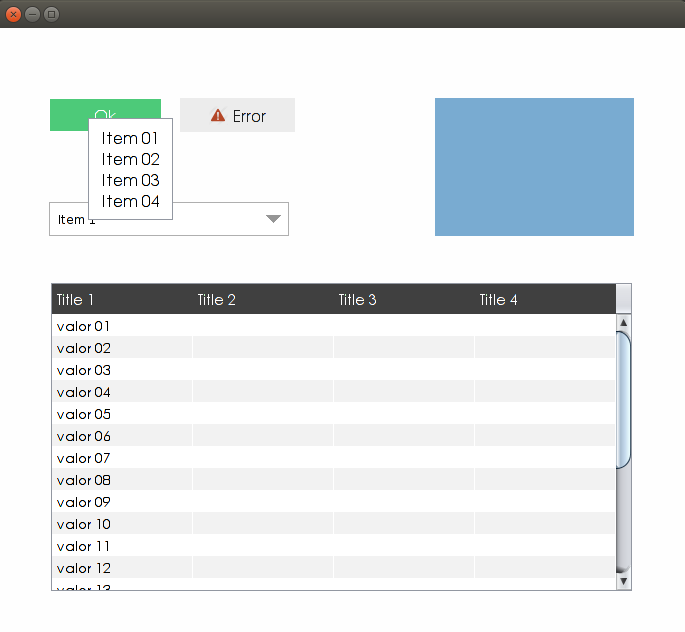 Ok
Error
Item 01
Item 02
Item 03
Item 04
Item 1
Title 1 Title 2 Title 3 Title 4
valor 01
valor 02
valor 03
valor 04
valor 05
valor 06
valor 07
valor 08
valor 09
valor 10
valor 11
valor 12
valor 13